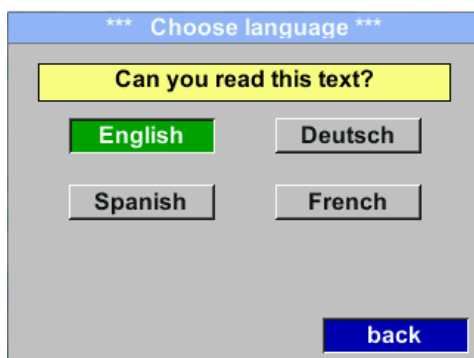 *** Choose language ***
Can you read this text?
English Deutsch
Spanish French
back